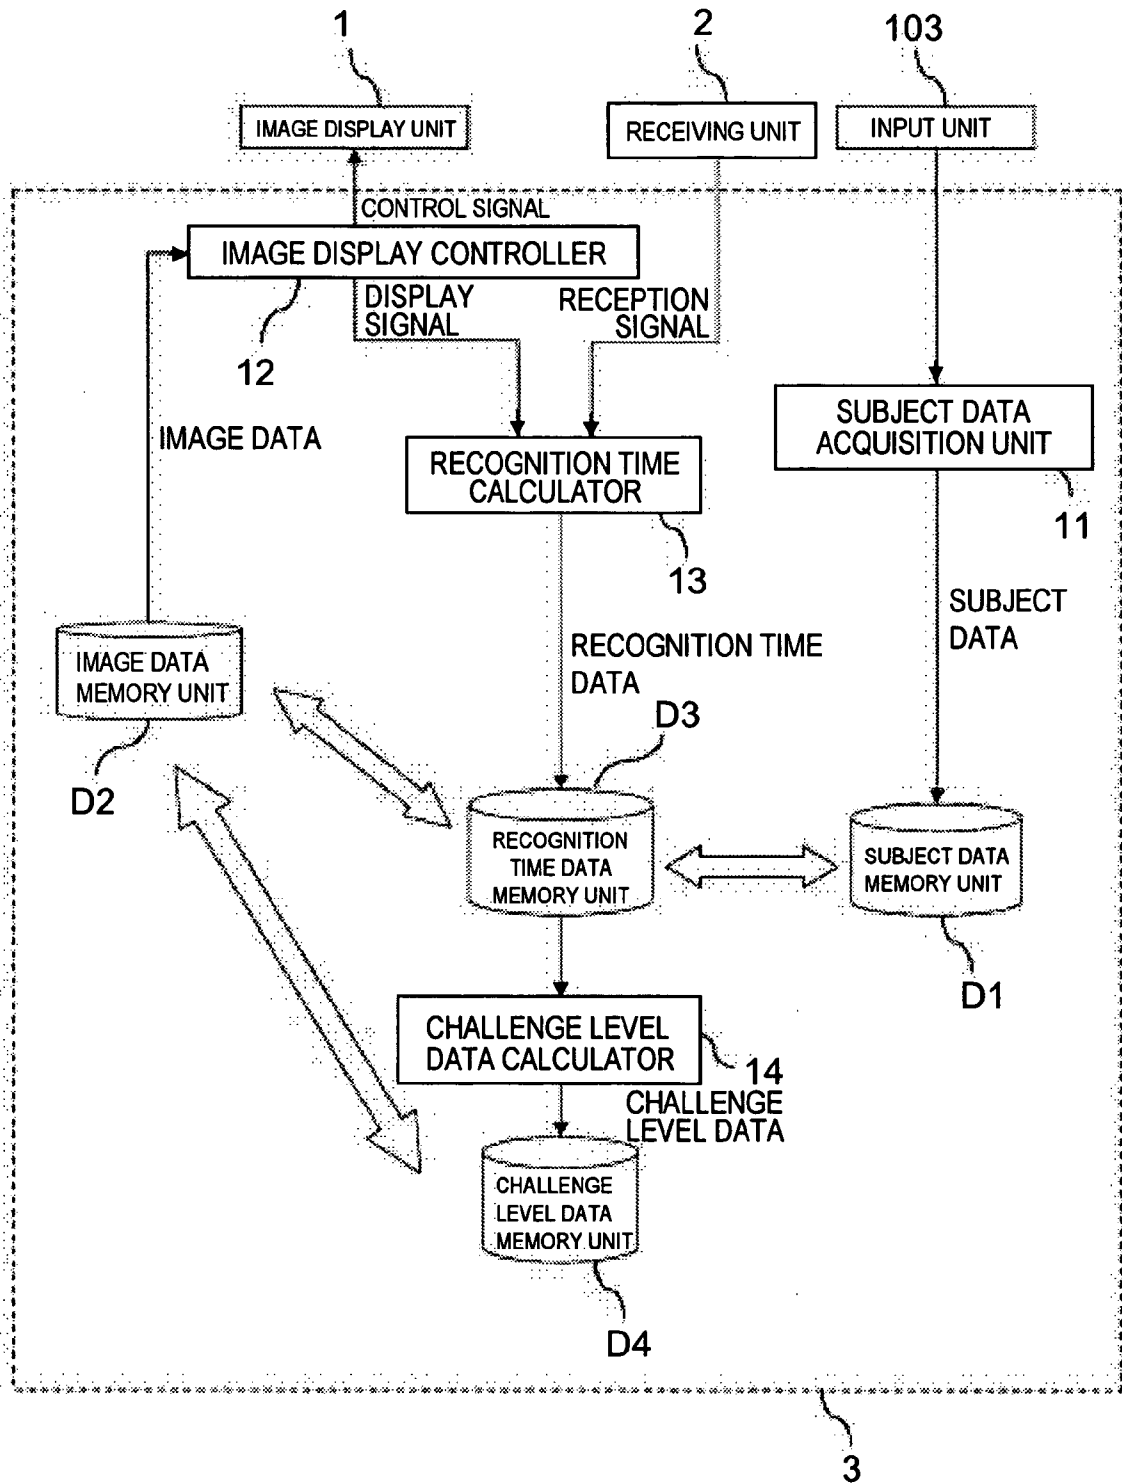 1
2
103
IMAGE DISPLAY UNIT
RECEIVING UNIT
INPUT UNIT
CONTROL SIGNAL
IMAGE DISPLAY CONTROLLER
DISPLAY
SIGNAL
RECEPTION
SIGNAL
12
SUBJECT DATA
ACQUISITION UNIT
IMAGE DATA
RECOGNITION TIME
CALCULATOR
11
13
SUBJECT
DATA
RECOGNITION TIME
DATA
IMAGE DATA
MEMORY UNIT
D3
D2
RECOGNITION
TIME DATA
MEMORY UNIT
SUBJECT DATA
MEMORY UNIT
D1
CHALLENGE LEVEL
DATA CALCULATOR
14
CHALLENGE
LEVEL DATA
CHALLENGE
LEVEL DATA
MEMORY UNIT
D4
3